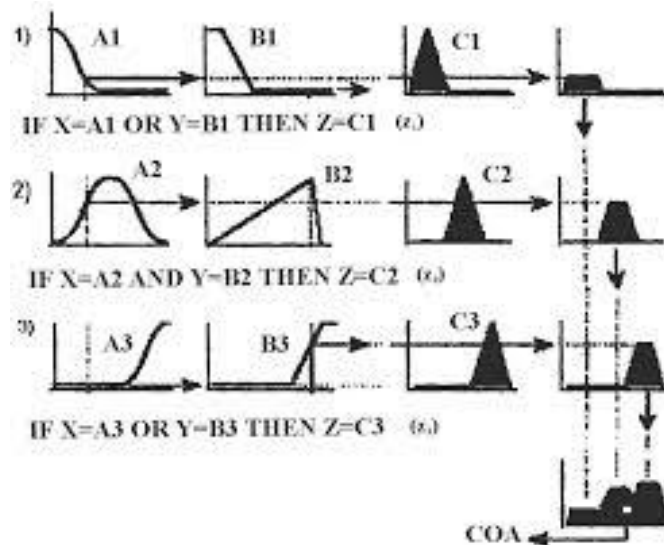 1) A1 B1 C1
IF X=A1 OR Y=B1 THEN Z=C1
2) A2 B2 C2
IF X=A2 AND Y=B2 THEN Z=C2
3) A3 B3 C3
IF X=A3 OR Y=B3 THEN Z=C3
COA